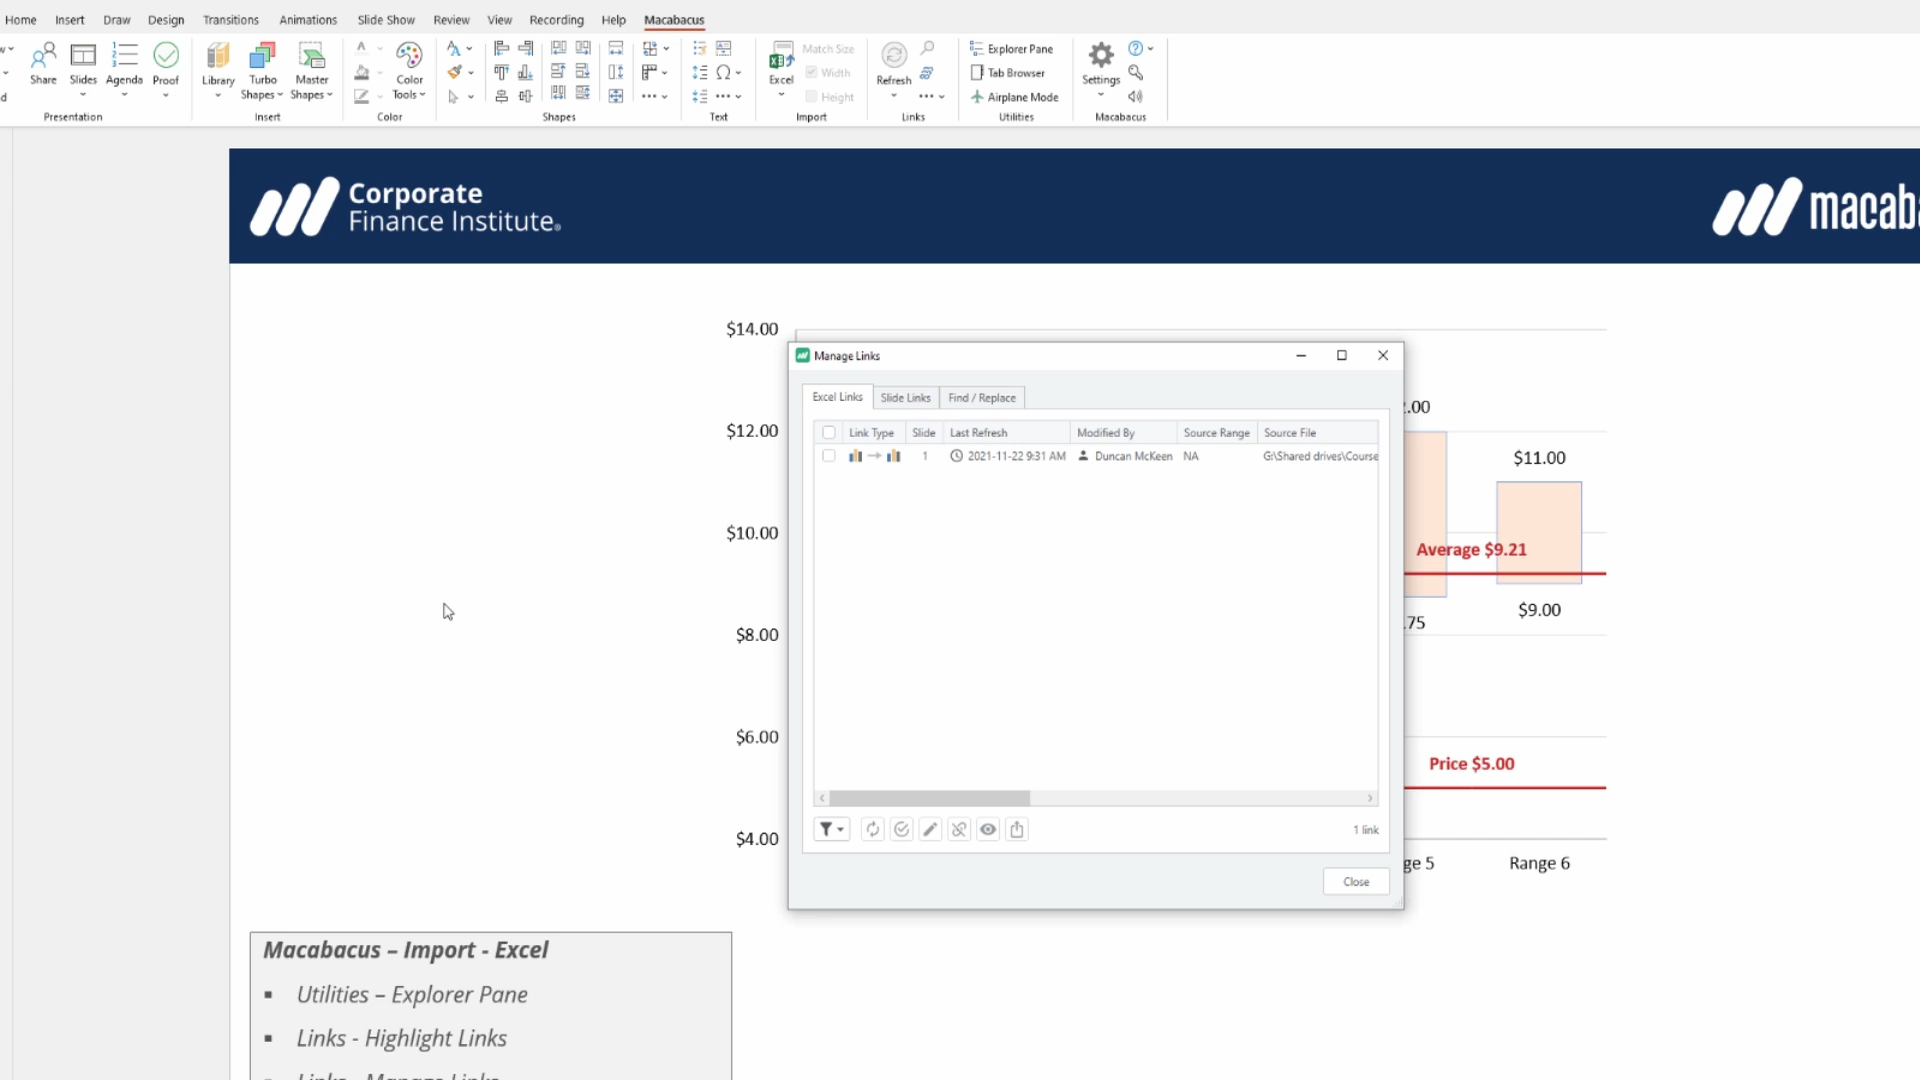 Home Insert Draw Design Transitions Animations Slide Show Review View Recording Help Macabacus
Share Slides Agenda Proof
Presentation
Library Turbo Shapes Master Shapes
Insert
Color Tools
Color
Shapes
Text
Excel Match Size
Width
Height
Import
Refresh
Links
Explorer Pane
Tab Browser
Airplane Mode
Utilities
Settings
Macabacus
Corporate
Finance Institute®
$14.00
$12.00
$10.00
$8.00
$6.00
$4.00
Manage Links
Excel Links Slide Links Find / Replace
Link Type Slide Last Refresh Modified By Source Range Source File
1 2021-11-22 9:31 AM Duncan McKeen NA G:\Shared drives\Course
1 link
Close
.00
$11.00
Average $9.21
$9.00
.75
Price $5.00
ge 5 Range 6
Macabacus – Import - Excel
▪ Utilities – Explorer Pane
▪ Links - Highlight Links
▪ Links - Manage Links